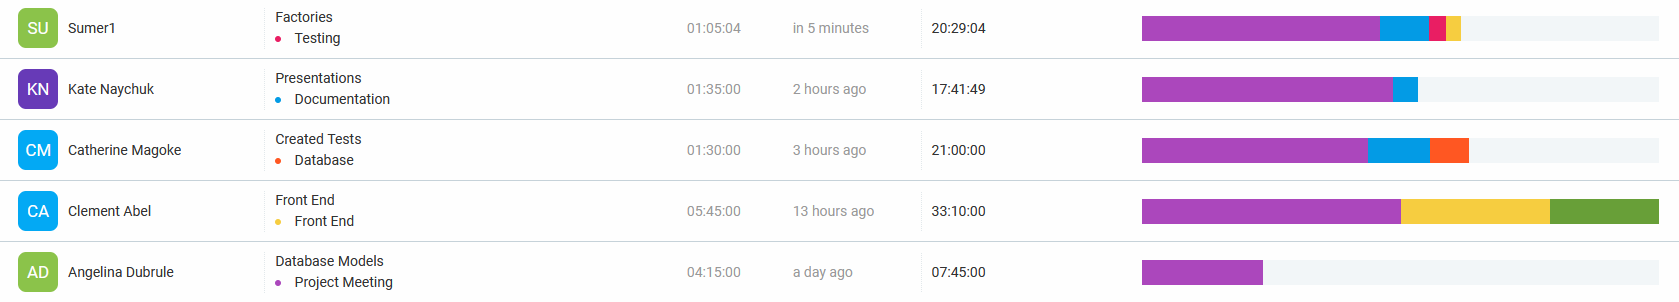 SU Sumer1 Factories 01:05:04 in 5 minutes 20:29:04
Testing
KN Kate Naychuk Presentations 01:35:00 2 hours ago 17:41:49
Documentation
CM Catherine Magoke Created Tests 01:30:00 3 hours ago 21:00:00
Database
CA Clement Abel Front End 05:45:00 13 hours ago 33:10:00
Front End
AD Angelina Dubrule Database Models 04:15:00 a day ago 07:45:00
Project Meeting